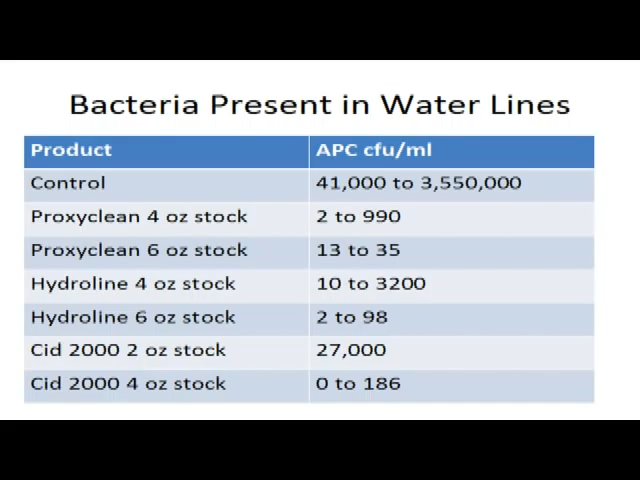 Bacteria Present in Water Lines
Product APC cfu/ml
Control 41,000 to 3,550,000
Proxyclean 4 oz stock 2 to 990
Proxyclean 6 oz stock 13 to 35
Hydroline 4 oz stock 10 to 3200
Hydroline 6 oz stock 2 to 98
Cid 2000 2 oz stock 27,000
Cid 2000 4 oz stock 0 to 186